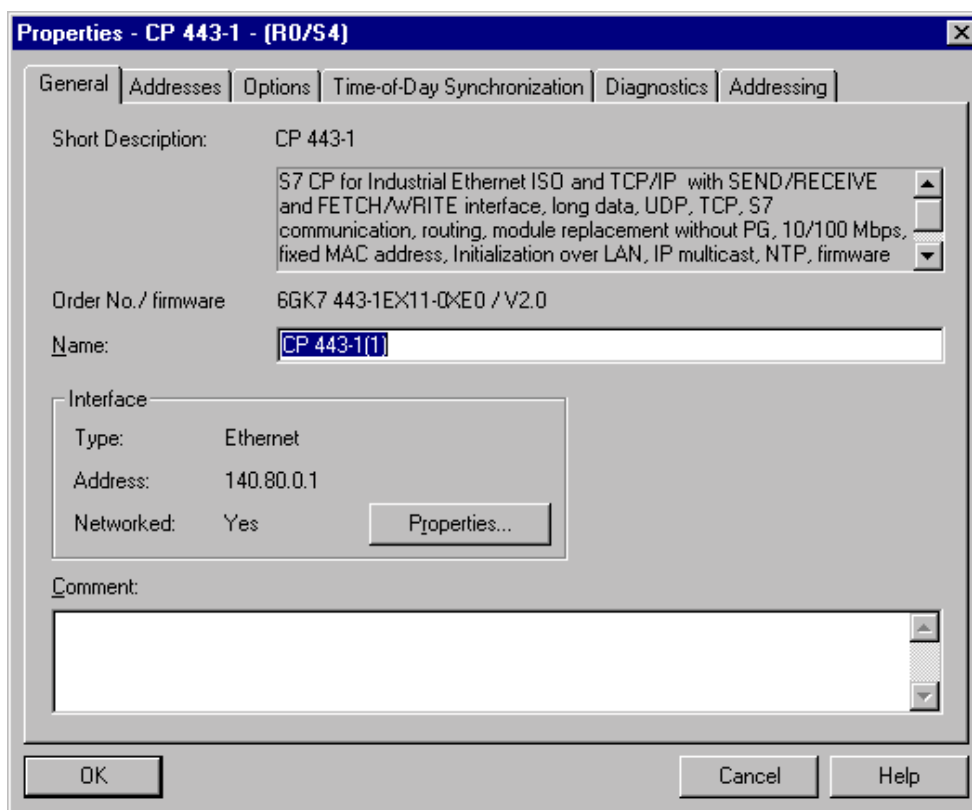 Properties - CP 443-1 - (R0/S4)
General Addresses Options Time-of-Day Synchronization Diagnostics Addressing
Short Description: CP 443-1
S7 CP for Industrial Ethernet ISO and TCP/IP with SEND/RECEIVE
and FETCH/WRITE interface, long data, UDP, TCP, S7
communication, routing, module replacement without PG, 10/100 Mbps,
fixed MAC address, Initialization over LAN, IP multicast, NTP, firmware
Order No./ firmware 6GK7 443-1EX11-0XE0 / V2.0
Name: CP 443-1(1)
Interface
Type: Ethernet
Address: 140.80.0.1
Networked: Yes Properties...
Comment:
OK Cancel Help